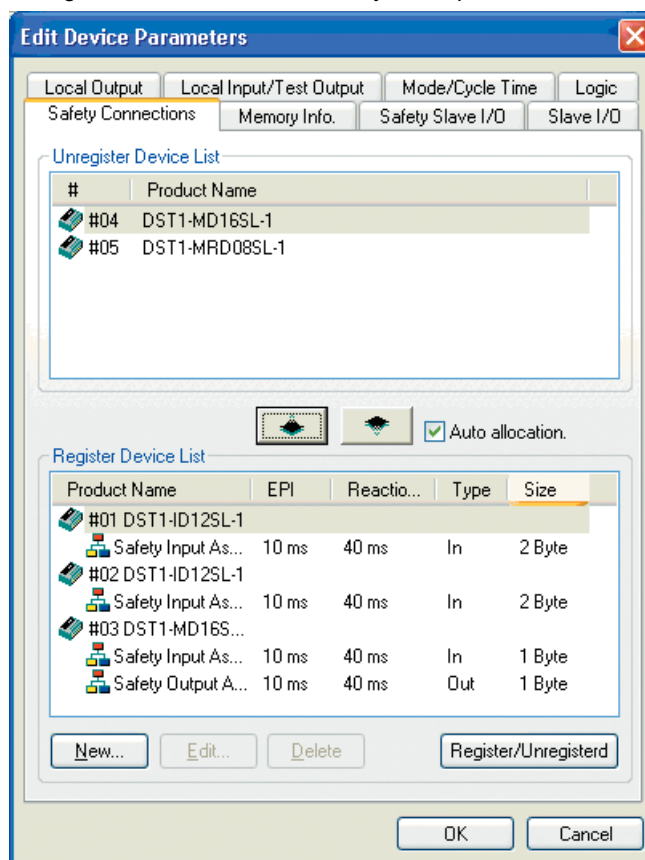 Edit Device Parameters
Local Output Local Input/Test Output Mode/Cycle Time Logic
Safety Connections Memory Info. Safety Slave I/O Slave I/O
Unregister Device List
# Product Name
#04 DST1-MD16SL-1
#05 DST1-MRD08SL-1
Auto allocation.
Register Device List
Product Name EPI Reactio... Type Size
#01 DST1-ID12SL-1
Safety Input As... 10 ms 40 ms In 2 Byte
#02 DST1-ID12SL-1
Safety Input As... 10 ms 40 ms In 2 Byte
#03 DST1-MD16S...
Safety Input As... 10 ms 40 ms In 1 Byte
Safety Output A... 10 ms 40 ms Out 1 Byte
New... Edit... Delete Register/Unregisterd
OK Cancel